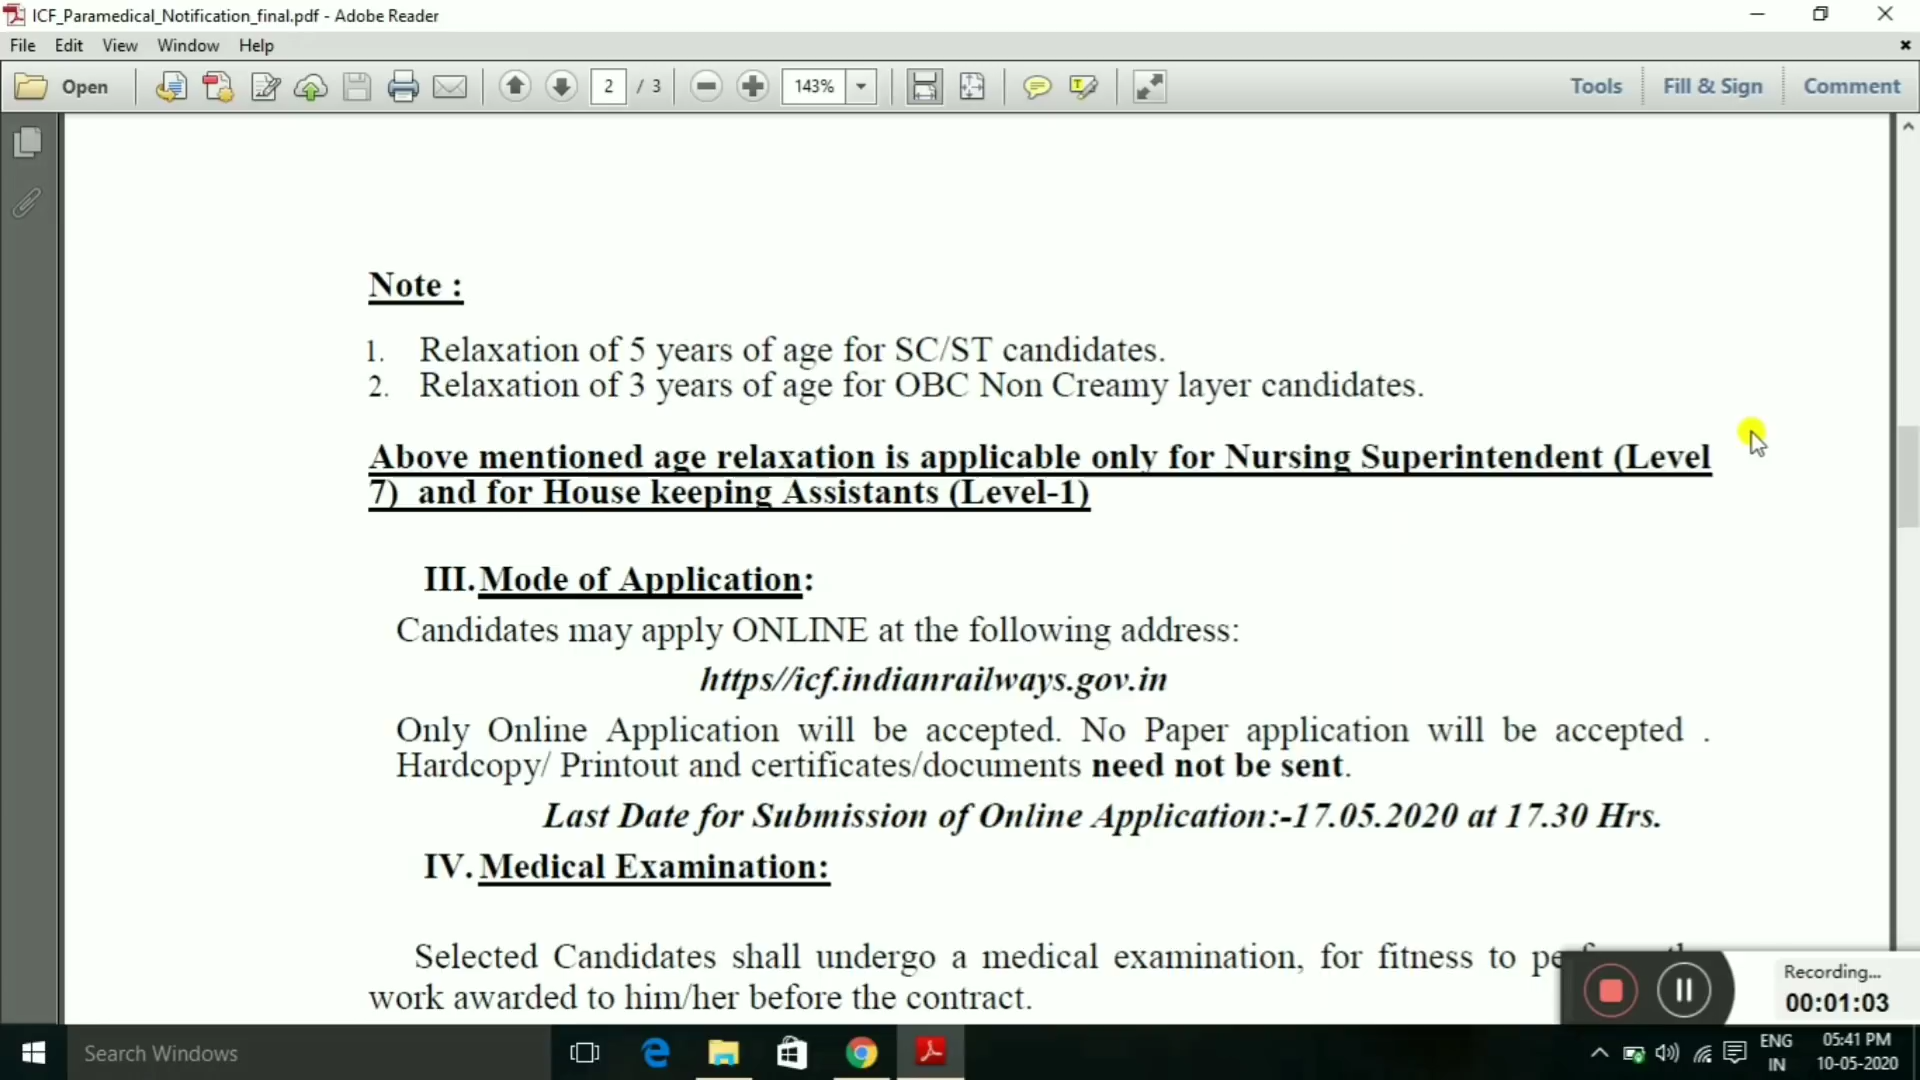 ICF_Paramedical_Notification_final.pdf - Adobe Reader
File Edit View Window Help
Open 2 / 3 143% Tools Fill & Sign Comment
Note :
1. Relaxation of 5 years of age for SC/ST candidates.
2. Relaxation of 3 years of age for OBC Non Creamy layer candidates.
Above mentioned age relaxation is applicable only for Nursing Superintendent (Level
7) and for House keeping Assistants (Level-1)
III. Mode of Application:
Candidates may apply ONLINE at the following address:
https//icf.indianrailways.gov.in
Only Online Application will be accepted. No Paper application will be accepted .
Hardcopy/ Printout and certificates/documents need not be sent.
Last Date for Submission of Online Application:-17.05.2020 at 17.30 Hrs.
IV. Medical Examination:
Selected Candidates shall undergo a medical examination, for fitness to
work awarded to him/her before the contract.
Recording...
00:01:03
Search Windows
ENG
IN
05:41 PM
10-05-2020